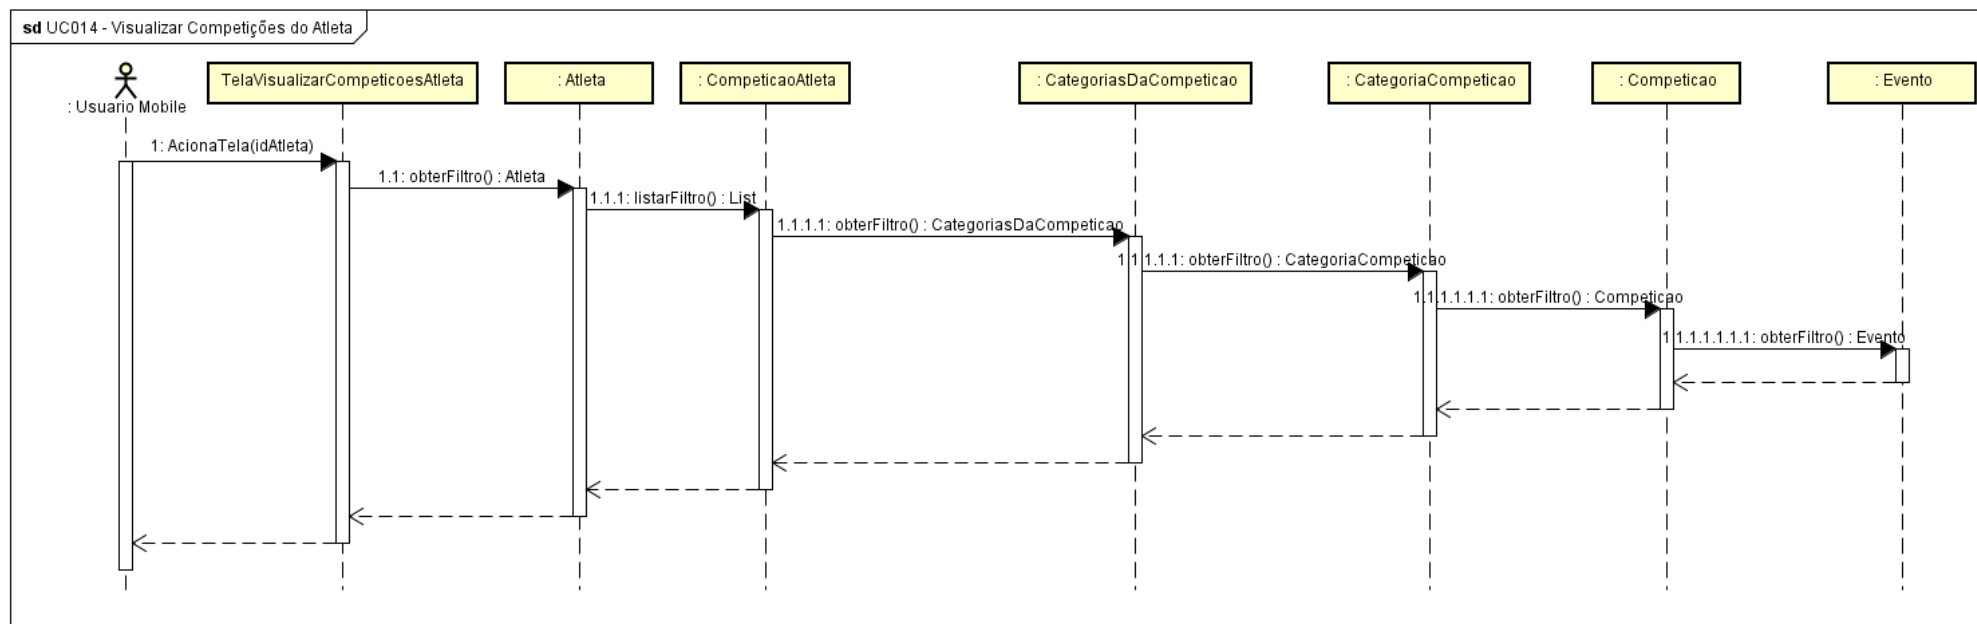 sd UC014 - Visualizar Competições do Atleta
: Usuario Mobile
TelaVisualizarCompeticoesAtleta
: Atleta
: CompeticaoAtleta
: CategoriasDaCompeticao
: CategoriaCompeticao
: Competicao
: Evento
1: AcionaTela(idAtleta)
1.1: obterFiltro() : Atleta
1.1.1: listarFiltro() : List
1.1.1.1: obterFiltro() : CategoriasDaCompeticao
1.1.1.1.1: obterFiltro() : CategoriaCompeticao
1.1.1.1.1.1: obterFiltro() : Competicao
1.1.1.1.1.1.1: obterFiltro() : Evento